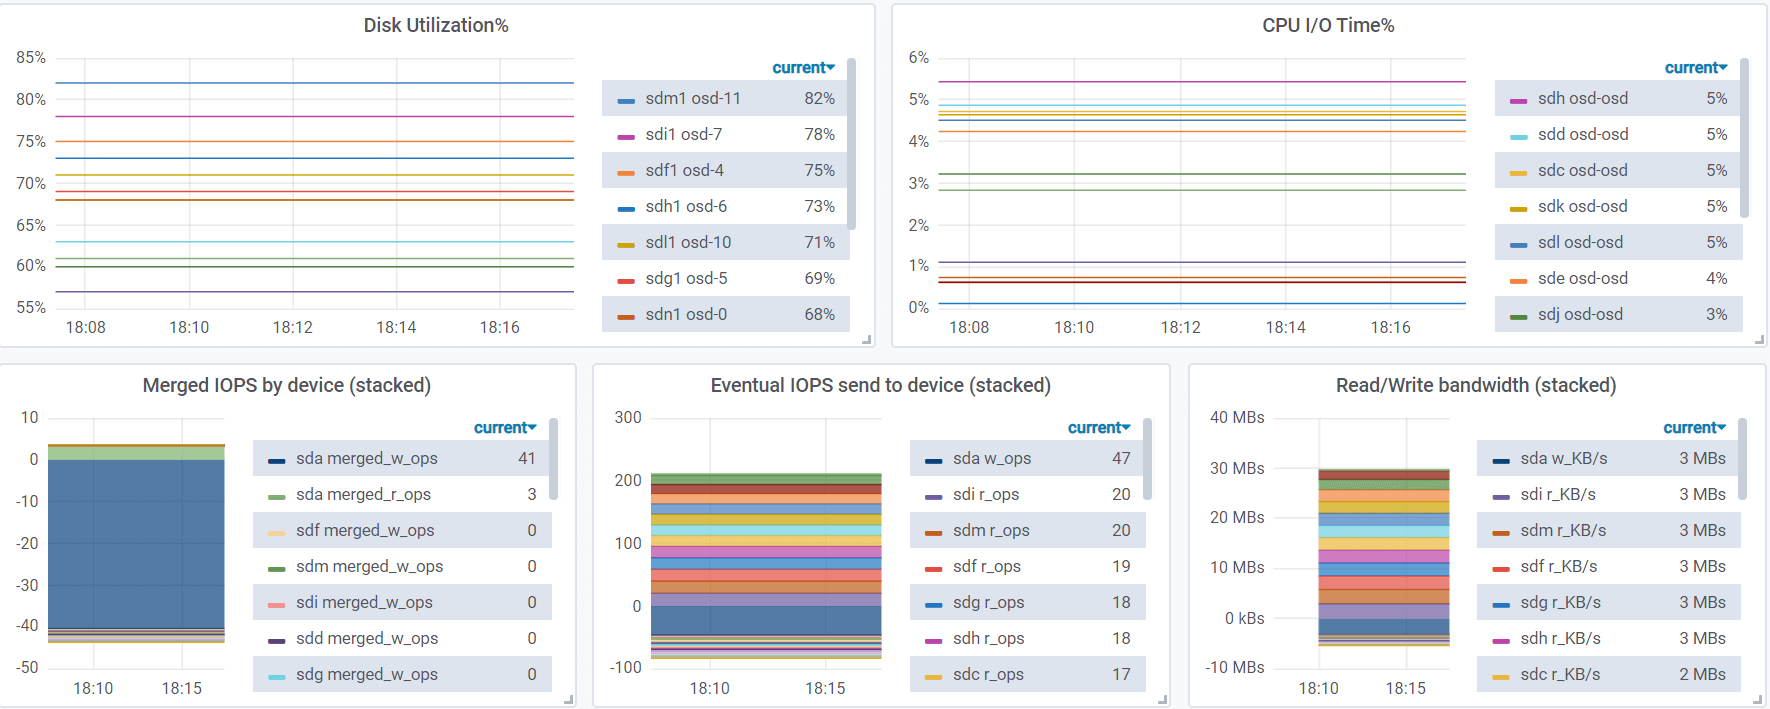 Disk Utilization%
85%
80%
75%
70%
65%
60%
55%
18:08 18:10 18:12 18:14 18:16
current
sdm1 osd-11 82%
sdi1 osd-7 78%
sdf1 osd-4 75%
sdh1 osd-6 73%
sdl1 osd-10 71%
sdg1 osd-5 69%
sdn1 osd-0 68%
CPU I/O Time%
6%
5%
4%
3%
2%
1%
0%
18:08 18:10 18:12 18:14 18:16
current
sdh osd-osd 5%
sdd osd-osd 5%
sdc osd-osd 5%
sdk osd-osd 5%
sdl osd-osd 5%
sde osd-osd 4%
sdj osd-osd 3%
Merged IOPS by device (stacked)
10
0
-10
-20
-30
-40
-50
18:10 18:15
current
sda merged_w_ops 41
sda merged_r_ops 3
sdf merged_w_ops 0
sdm merged_w_ops 0
sdi merged_w_ops 0
sdd merged_w_ops 0
sdg merged_w_ops 0
Eventual IOPS send to device (stacked)
300
200
100
0
-100
18:10 18:15
current
sda w_ops 47
sdi r_ops 20
sdm r_ops 20
sdf r_ops 19
sdg r_ops 18
sdh r_ops 18
sdc r_ops 17
Read/Write bandwidth (stacked)
40 MBs
30 MBs
20 MBs
10 MBs
0 kBs
-10 MBs
18:10 18:15
current
sda w_KB/s 3 MBs
sdi r_KB/s 3 MBs
sdm r_KB/s 3 MBs
sdf r_KB/s 3 MBs
sdg r_KB/s 3 MBs
sdh r_KB/s 3 MBs
sdc r_KB/s 2 MBs